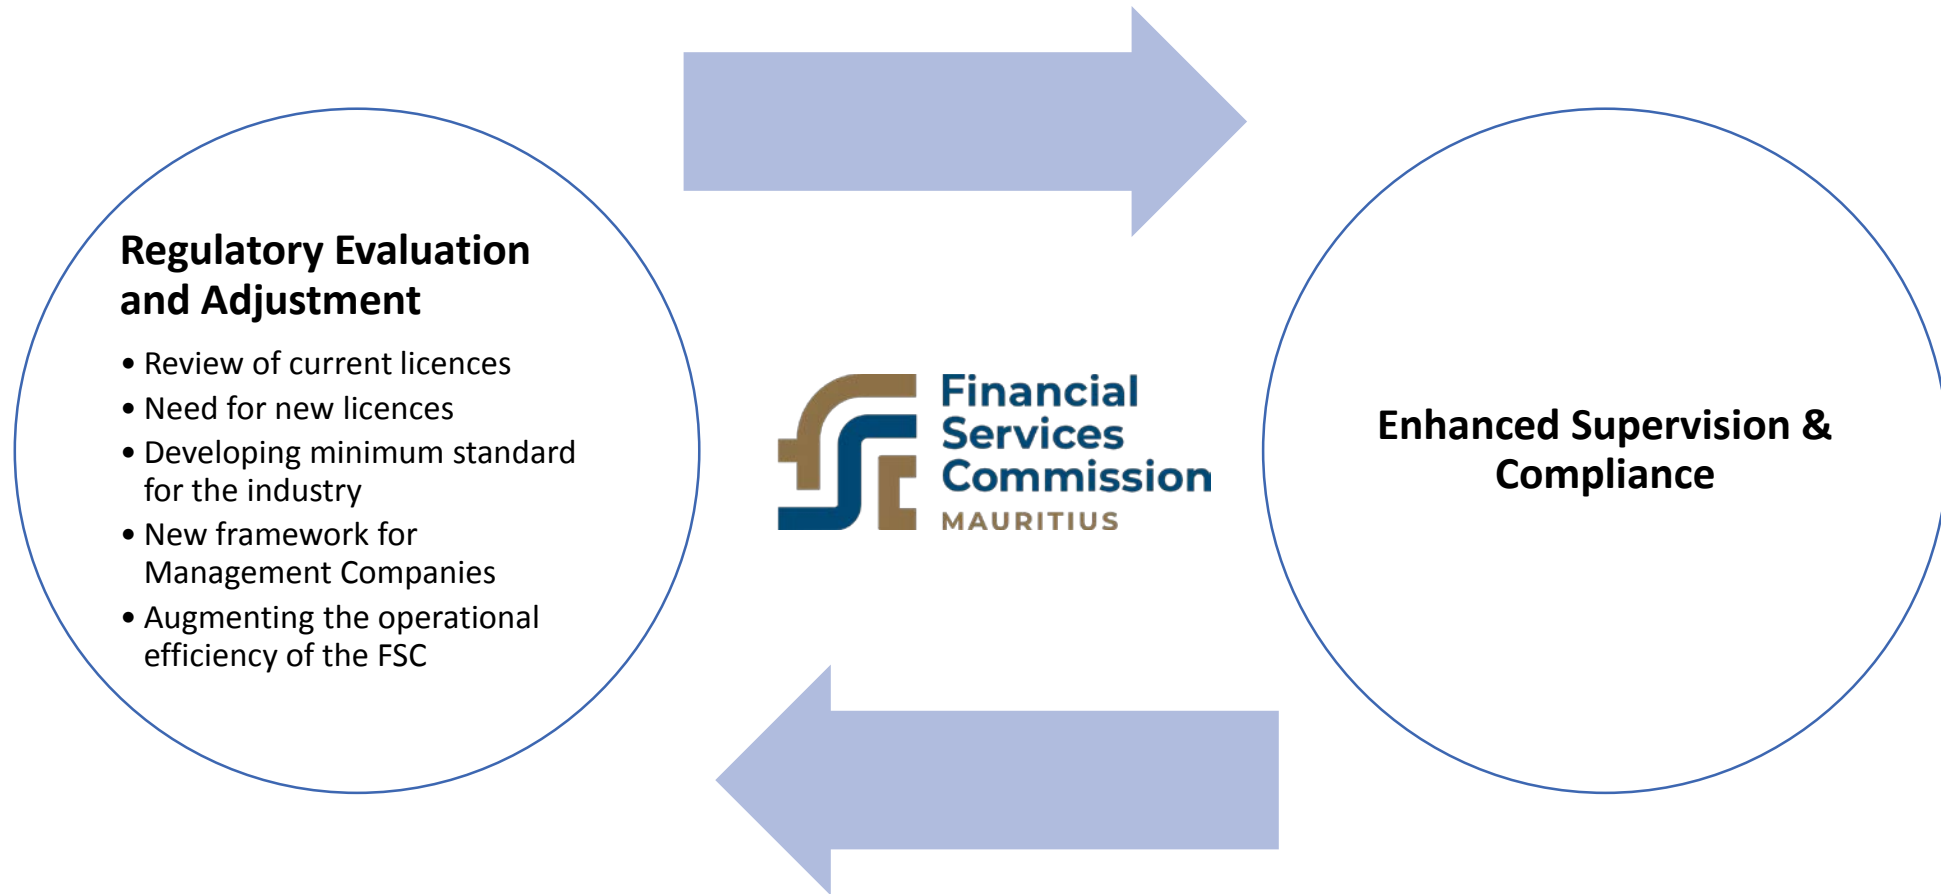 Regulatory Evaluation
and Adjustment
• Review of current licences
• Need for new licences
• Developing minimum standard
for the industry
• New framework for
Management Companies
• Augmenting the operational
efficiency of the FSC
Financial
Services
Commission
MAURITIUS
Enhanced Supervision &
Compliance